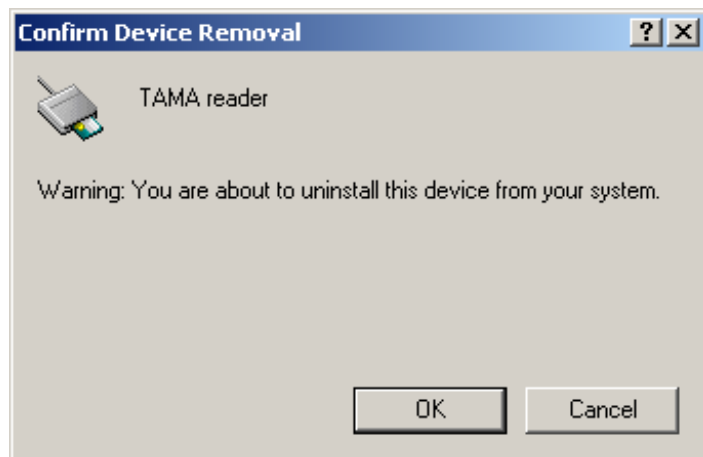 Confirm Device Removal
TAMA reader
Warning: You are about to uninstall this device from your system.
OK
Cancel